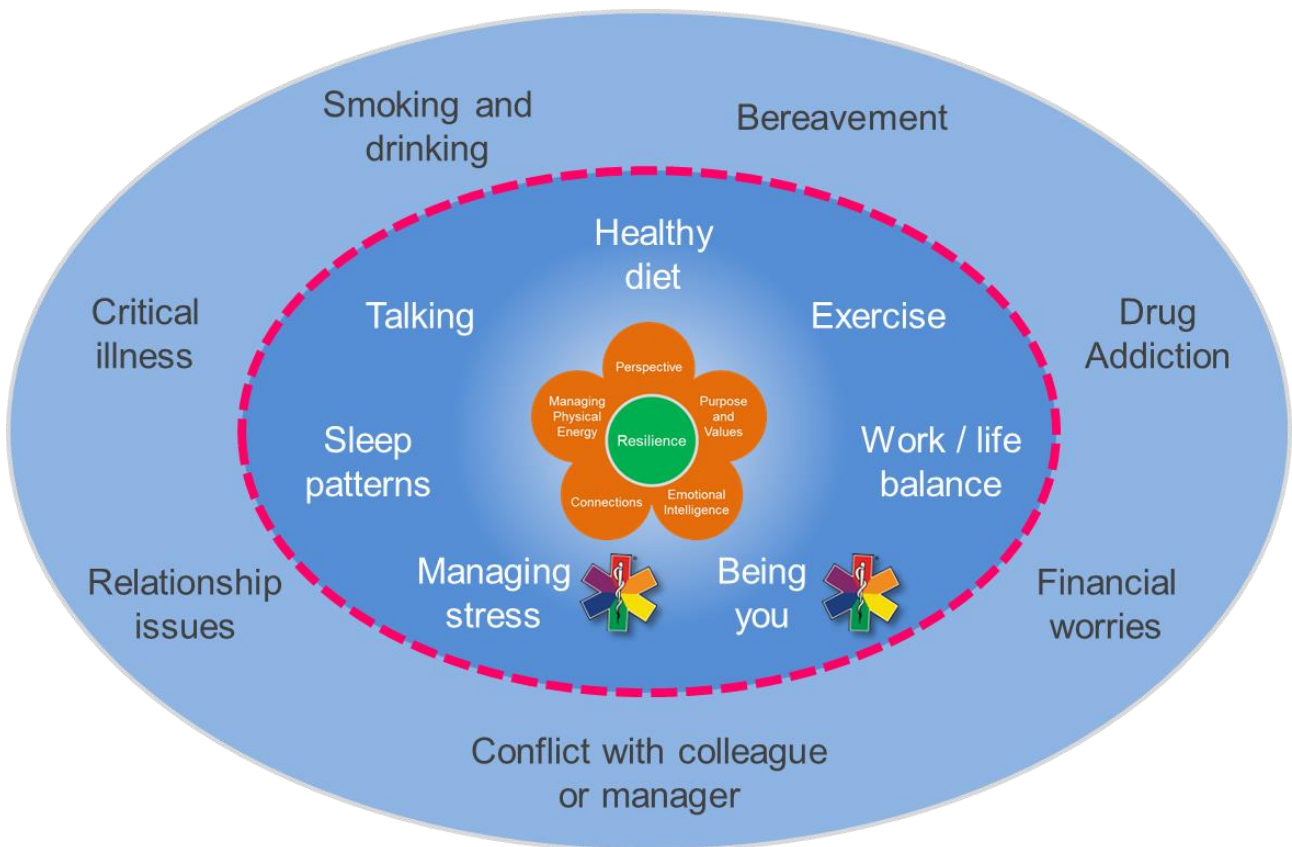 Smoking and
drinking
Bereavement
Healthy
diet
Talking
Exercise
Critical
illness
Drug
Addiction
Perspective
Managing
Physical
Energy
Purpose
and
Values
Resilience
Sleep
patterns
Work / life
balance
Connections
Emotional
Intelligence
Managing
stress
Being
you
Relationship
issues
Financial
worries
Conflict with colleague
or manager